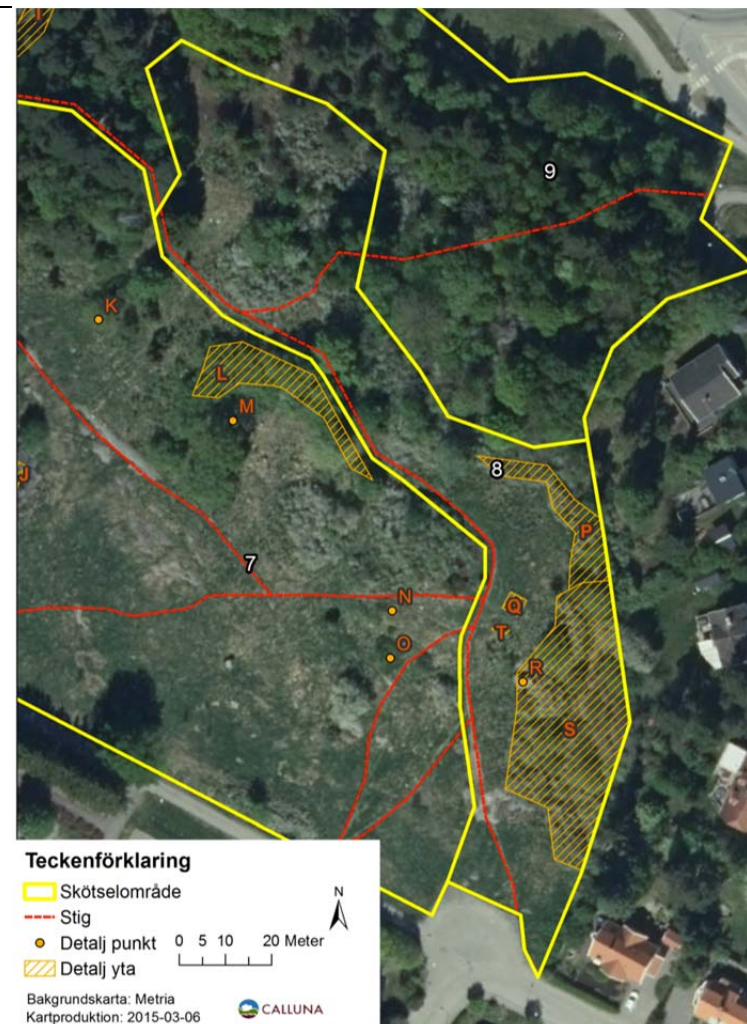 I
9
K
L
M
8
J
P
7
N
Q
T
O
R
S
Teckenförklaring
Skötselområde
Stig
Detalj punkt
Detalj yta
N
0 5 10 20 Meter
Bakgrundskarta: Metria
Kartproduktion: 2015-03-06
CALLUNA